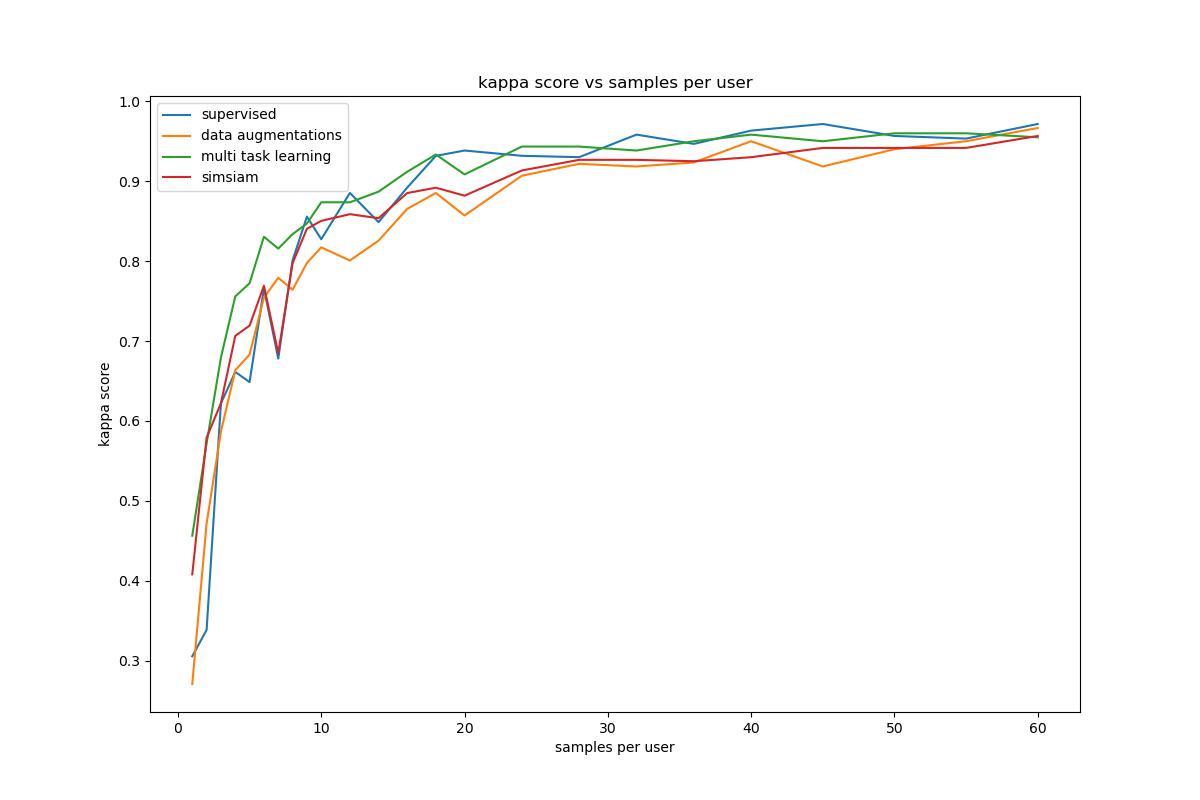 kappa score vs samples per user
supervised
data augmentations
multi task learning
simsiam
1.0
0.9
0.8
0.7
0.6
0.5
0.4
0.3
kappa score
0 10 20 30 40 50 60
samples per user